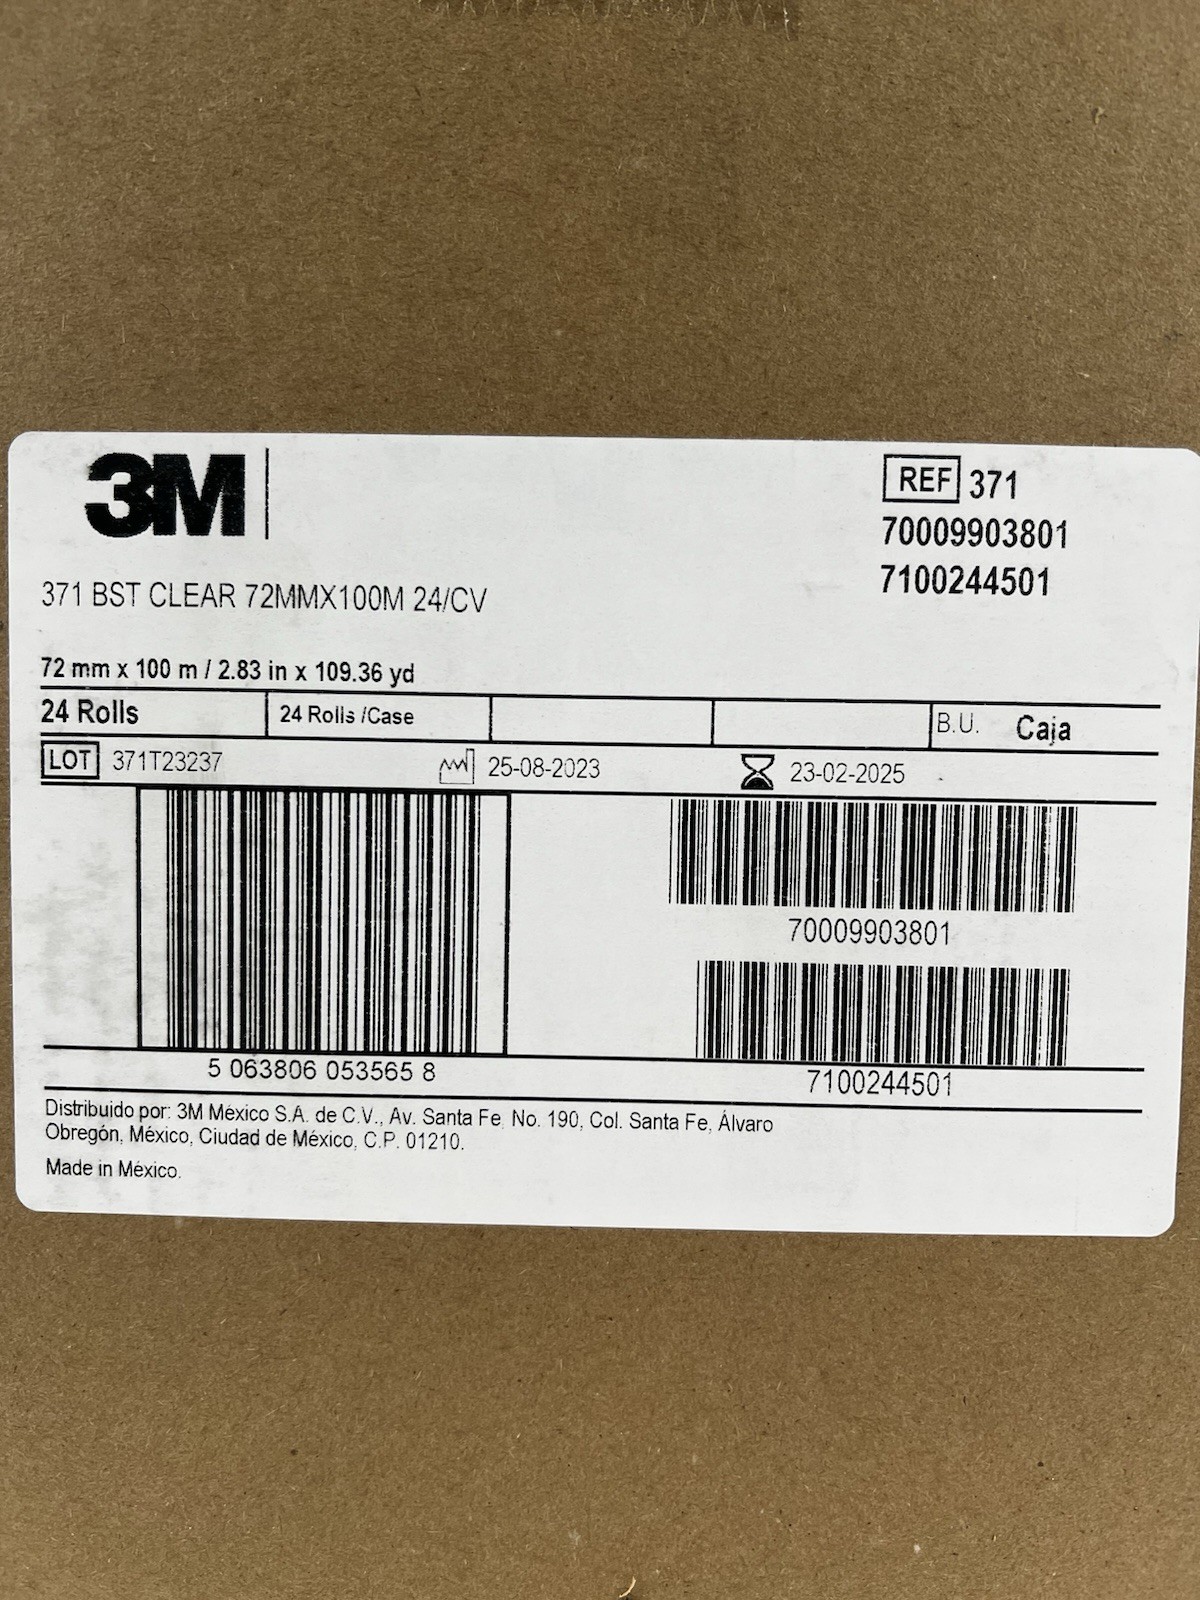 3M
REF 371
70009903801
7100244501
371 BST CLEAR 72MMX100M 24/CV
72 mm x 100 m / 2.83 in x 109.36 yd
24 Rolls 24 Rolls /Case B.U. Caja
LOT 371T23237 25-08-2023 23-02-2025
70009903801
5 063806 053565 8
7100244501
Distribuido por: 3M México S.A. de C.V., Av. Santa Fe No. 190, Col. Santa Fe, Álvaro
Obregón, México, Ciudad de México, C.P. 01210.
Made in México.